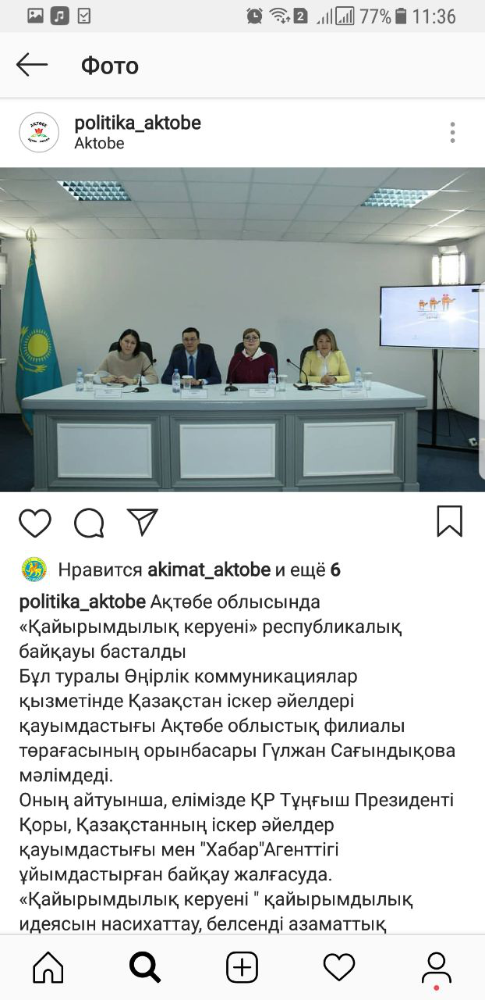 77% 11:36
2
Фото
politika_aktobe
Aktobe
АҚТӨБЕ
Нравится akimat_aktobe и ещё 6
politika_aktobe Ақтөбе облысында
«Қайырымдылық керуені» республикалық
байқауы басталды
Бұл туралы Өңірлік коммуникациялар
қызметінде Қазақстан іскер әйелдері
қауымдастығы Ақтөбе облыстық филиалы
төрағасының орынбасары Гүлжан Сағындықова
мәлімдеді.
Оның айтуынша, елімізде ҚР Тұңғыш Президенті
Қоры, Қазақстанның іскер әйелдер
қауымдастығы мен "Хабар"Агенттігі
ұйымдастырған байқау жалғасуда.
«Қайырымдылық керуені " қайырымдылық
идеясын насихаттау, белсенді азаматтық